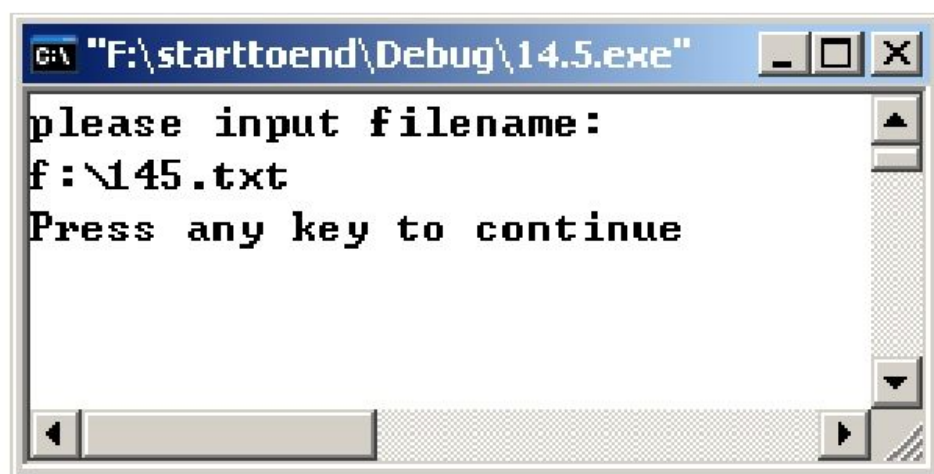 "F:\starttoend\Debug\14.5.exe"
please input filename:
f:\145.txt
Press any key to continue